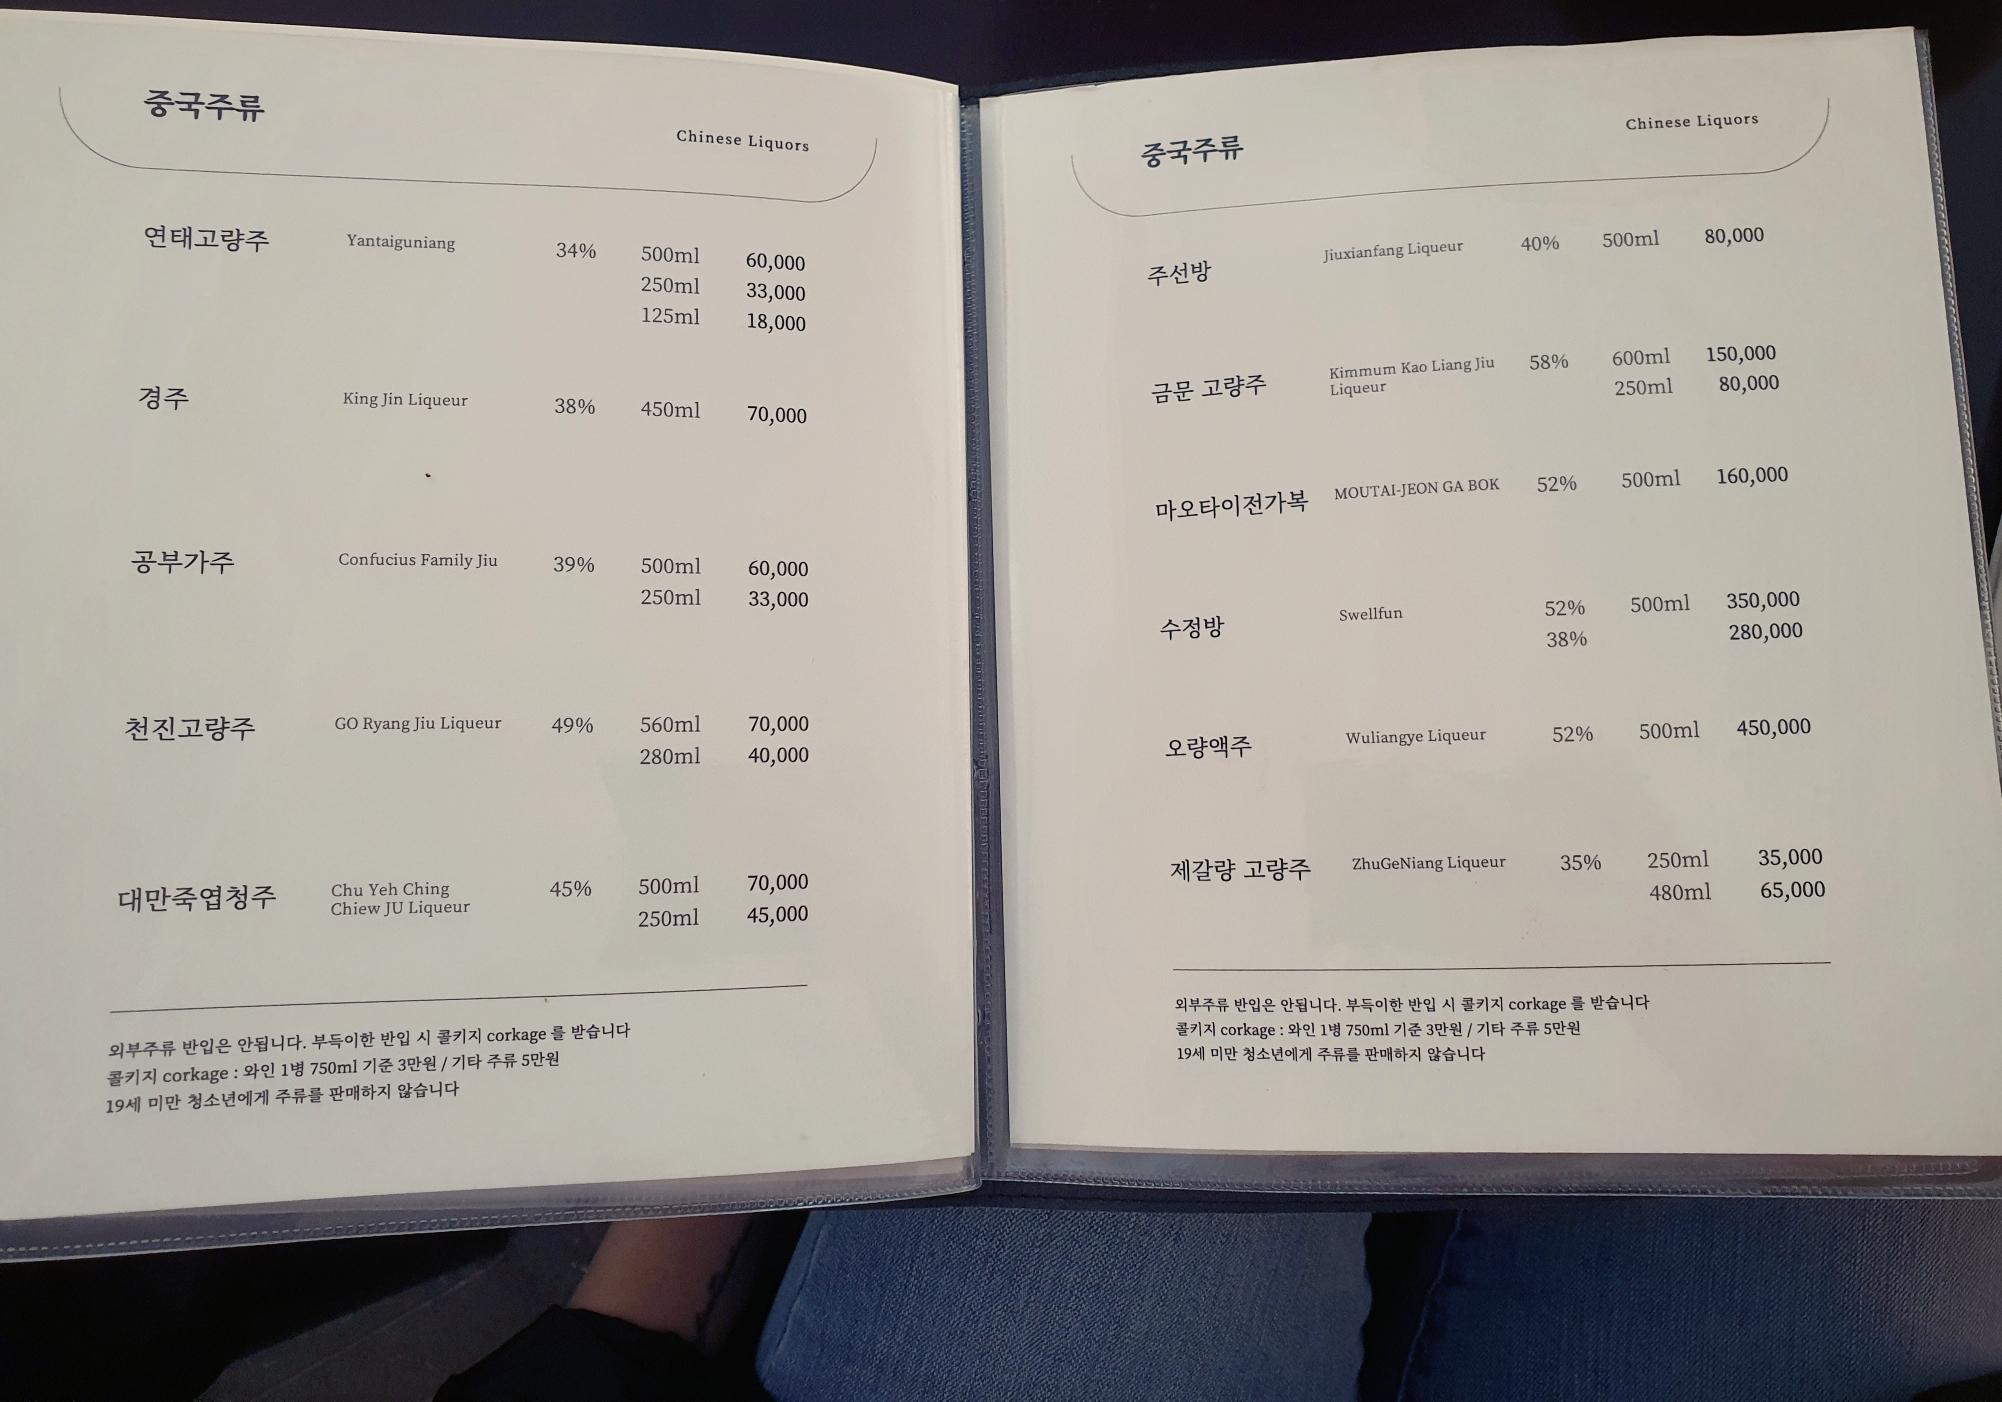 중국주류
Chinese Liquors
연태고량주 Yantaiguniang 34% 500ml 60,000
250ml 33,000
125ml 18,000
경주 King Jin Liqueur 38% 450ml 70,000
공부가주 Confucius Family Jiu 39% 500ml 60,000
250ml 33,000
천진고량주 GO Ryang Jiu Liqueur 49% 560ml 70,000
280ml 40,000
대만죽엽청주 Chu Yeh Ching 45% 500ml 70,000
Chiew JU Liqueur 250ml 45,000
외부주류 반입은 안됩니다. 부득이한 반입 시 콜키지 corkage 를 받습니다
콜키지 corkage : 와인 1병 750ml 기준 3만원 / 기타 주류 5만원
19세 미만 청소년에게 주류를 판매하지 않습니다
중국주류
Chinese Liquors
주선방 Jiuxianfang Liqueur 40% 500ml 80,000
금문 고량주 Kimmum Kao Liang Jiu 58% 600ml 150,000
Liqueur 250ml 80,000
마오타이전가복 MOUTAI-JEON GA BOK 52% 500ml 160,000
수정방 Swellfun 52% 500ml 350,000
38% 280,000
오량액주 Wuliangye Liqueur 52% 500ml 450,000
제갈량 고량주 ZhuGeNiang Liqueur 35% 250ml 35,000
480ml 65,000
외부주류 반입은 안됩니다. 부득이한 반입 시 콜키지 corkage 를 받습니다
콜키지 corkage : 와인 1병 750ml 기준 3만원 / 기타 주류 5만원
19세 미만 청소년에게 주류를 판매하지 않습니다